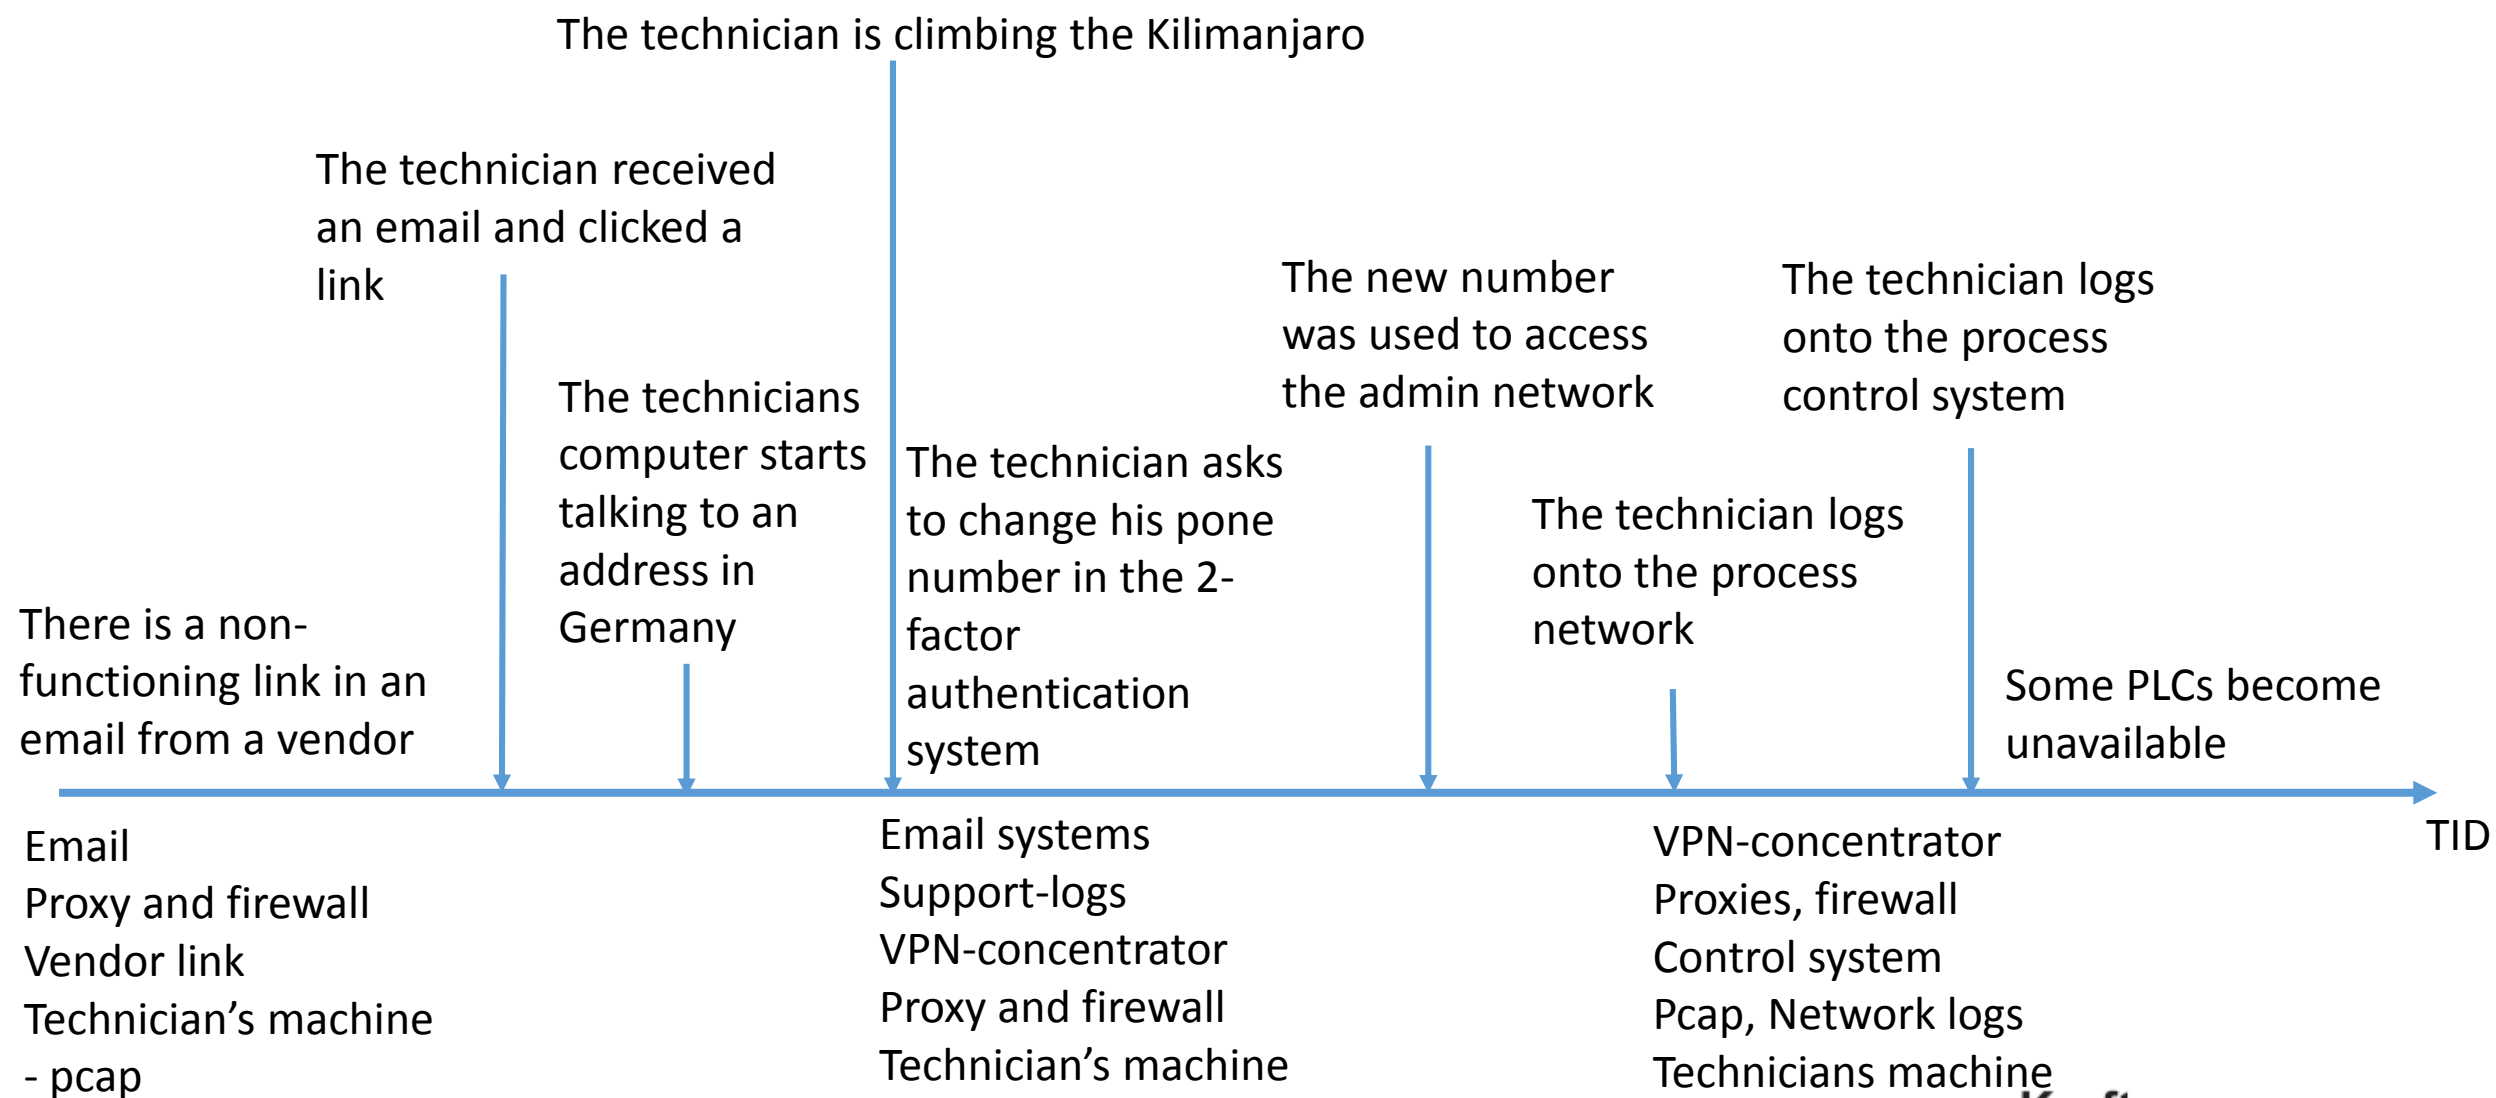 The technician is climbing the Kilimanjaro
The technician received
an email and clicked a
link
The new number
was used to access
the admin network
The technician logs
onto the process
control system
The technicians
computer starts
talking to an
address in
Germany
The technician asks
to change his pone
number in the 2-
factor
authentication
system
The technician logs
onto the process
network
There is a non-
functioning link in an
email from a vendor
Some PLCs become
unavailable
TID
Email
Proxy and firewall
Vendor link
Technician’s machine
- pcap
Email systems
Support-logs
VPN-concentrator
Proxy and firewall
Technician’s machine
VPN-concentrator
Proxies, firewall
Control system
Pcap, Network logs
Technicians machine